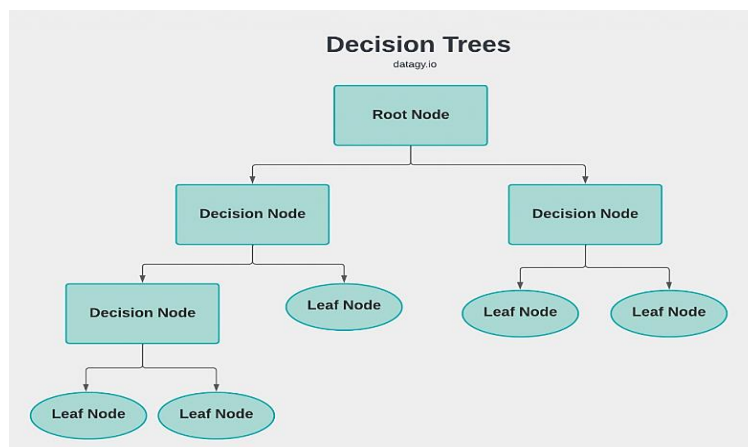 Decision Trees
datagy.io
Root Node
Decision Node
Decision Node
Decision Node
Leaf Node
Leaf Node
Leaf Node
Leaf Node
Leaf Node